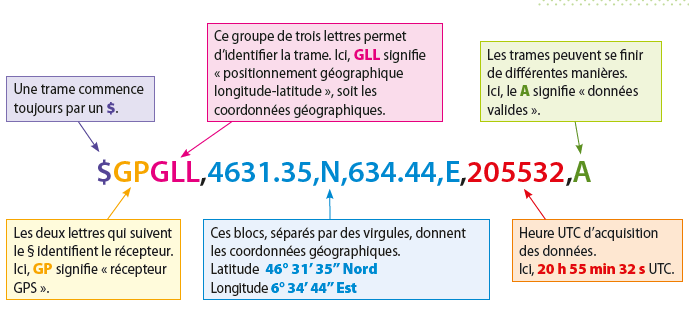 Ce groupe de trois lettres permet
d’identifier la trame. Ici, GLL signifie
« positionnement géographique
longitude-latitude », soit les
coordonnées géographiques.
Une trame commence
toujours par un $.
Les trames peuvent se finir
de différentes manières.
Ici, le A signifie « données
valides ».
$GPGLL,4631.35,N,634.44,E,205532,A
Les deux lettres qui suivent
le § identifient le récepteur.
Ici, GP signifie « récepteur
GPS ».
Ces blocs, séparés par des virgules, donnent
les coordonnées géographiques.
Latitude 46° 31’ 35” Nord
Longitude 6° 34’ 44” Est
Heure UTC d’acquisition
des données.
Ici, 20 h 55 min 32 s UTC.